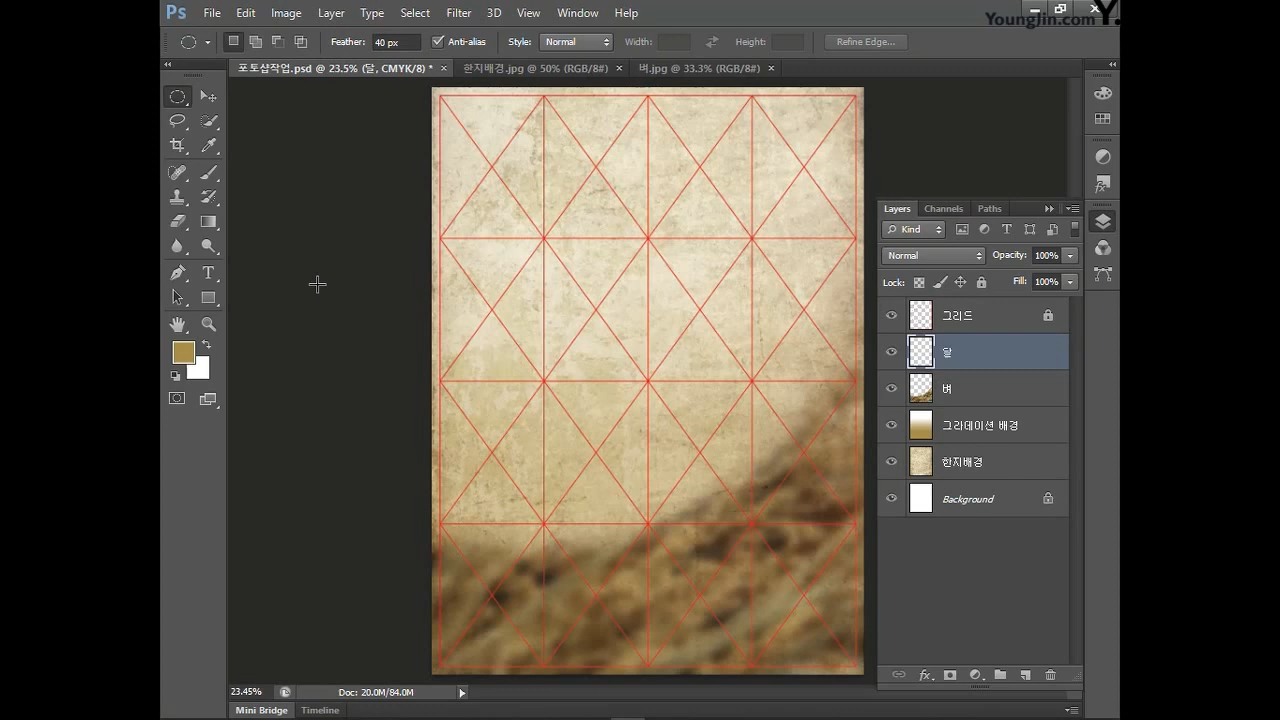 YoungJin.com Y.
Ps File Edit Image Layer Type Select Filter 3D View Window Help
Feather: 40 px Anti-alias Style: Normal Width: Height: Refine Edge...
포토샵작업.psd @ 23.5% (달, CMYK/8) * × 한지배경.jpg @ 50% (RGB/8#) × 벼.jpg @ 33.3% (RGB/8#) ×
Layers Channels Paths
Kind
Normal Opacity: 100%
Lock: Fill: 100%
그리드
달
벼
그라데이션 배경
한지배경
Background
23.45% Doc: 20.0M/84.0M
Mini Bridge Timeline